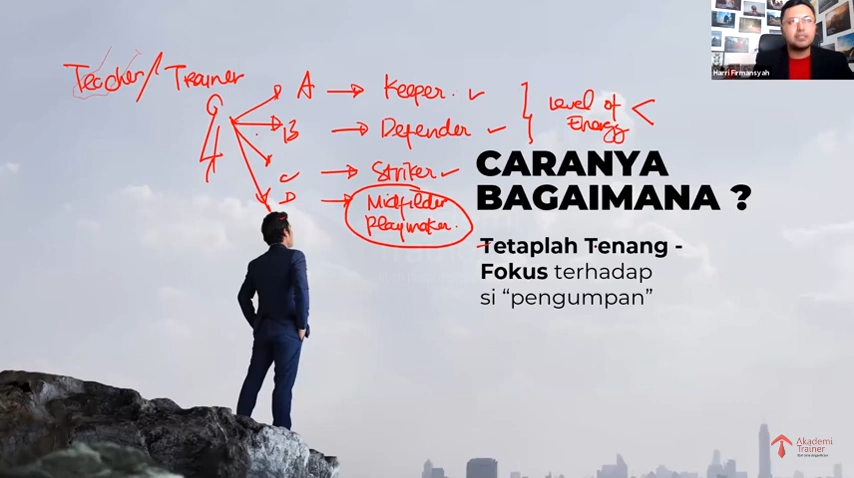 Teacher/Trainer
A → Keeper. ✓
B → Defender ✓
C → Striker ✓
D → Midfilder
Playmaker.
Level of <
Energy
CARANYA
BAGAIMANA ?
Tetaplah Tenang -
Fokus terhadap
si “pengumpan”
Harri Firmansyah
Akademi
Trainer